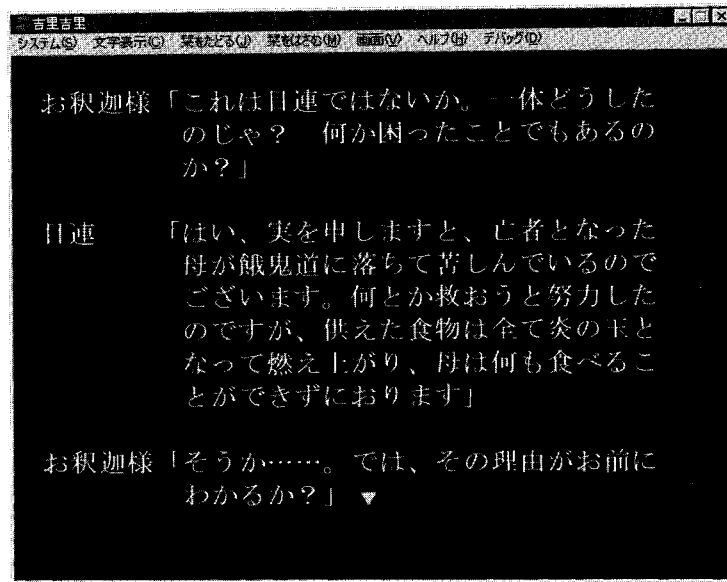 吉里吉里
システム(S) 文字表示(C) 栞をたどる(J) 栞をはさむ(M) 画面(V) ヘルプ(H) デバッグ(D)
お釈迦様「これは目連ではないか。一体どうした
のじゃ？　何か困ったことでもあるの
か？」
目連　　「はい、実を申しますと、亡者となった
母が餓鬼道に落ちて苦しんでいるので
ございます。何とか救おうと努力した
のですが、供えた食物は全て炎の玉と
なって燃え上がり、母は何も食べるこ
とができずにおります」
お釈迦様「そうか……。では、その理由がお前に
わかるか？」▼